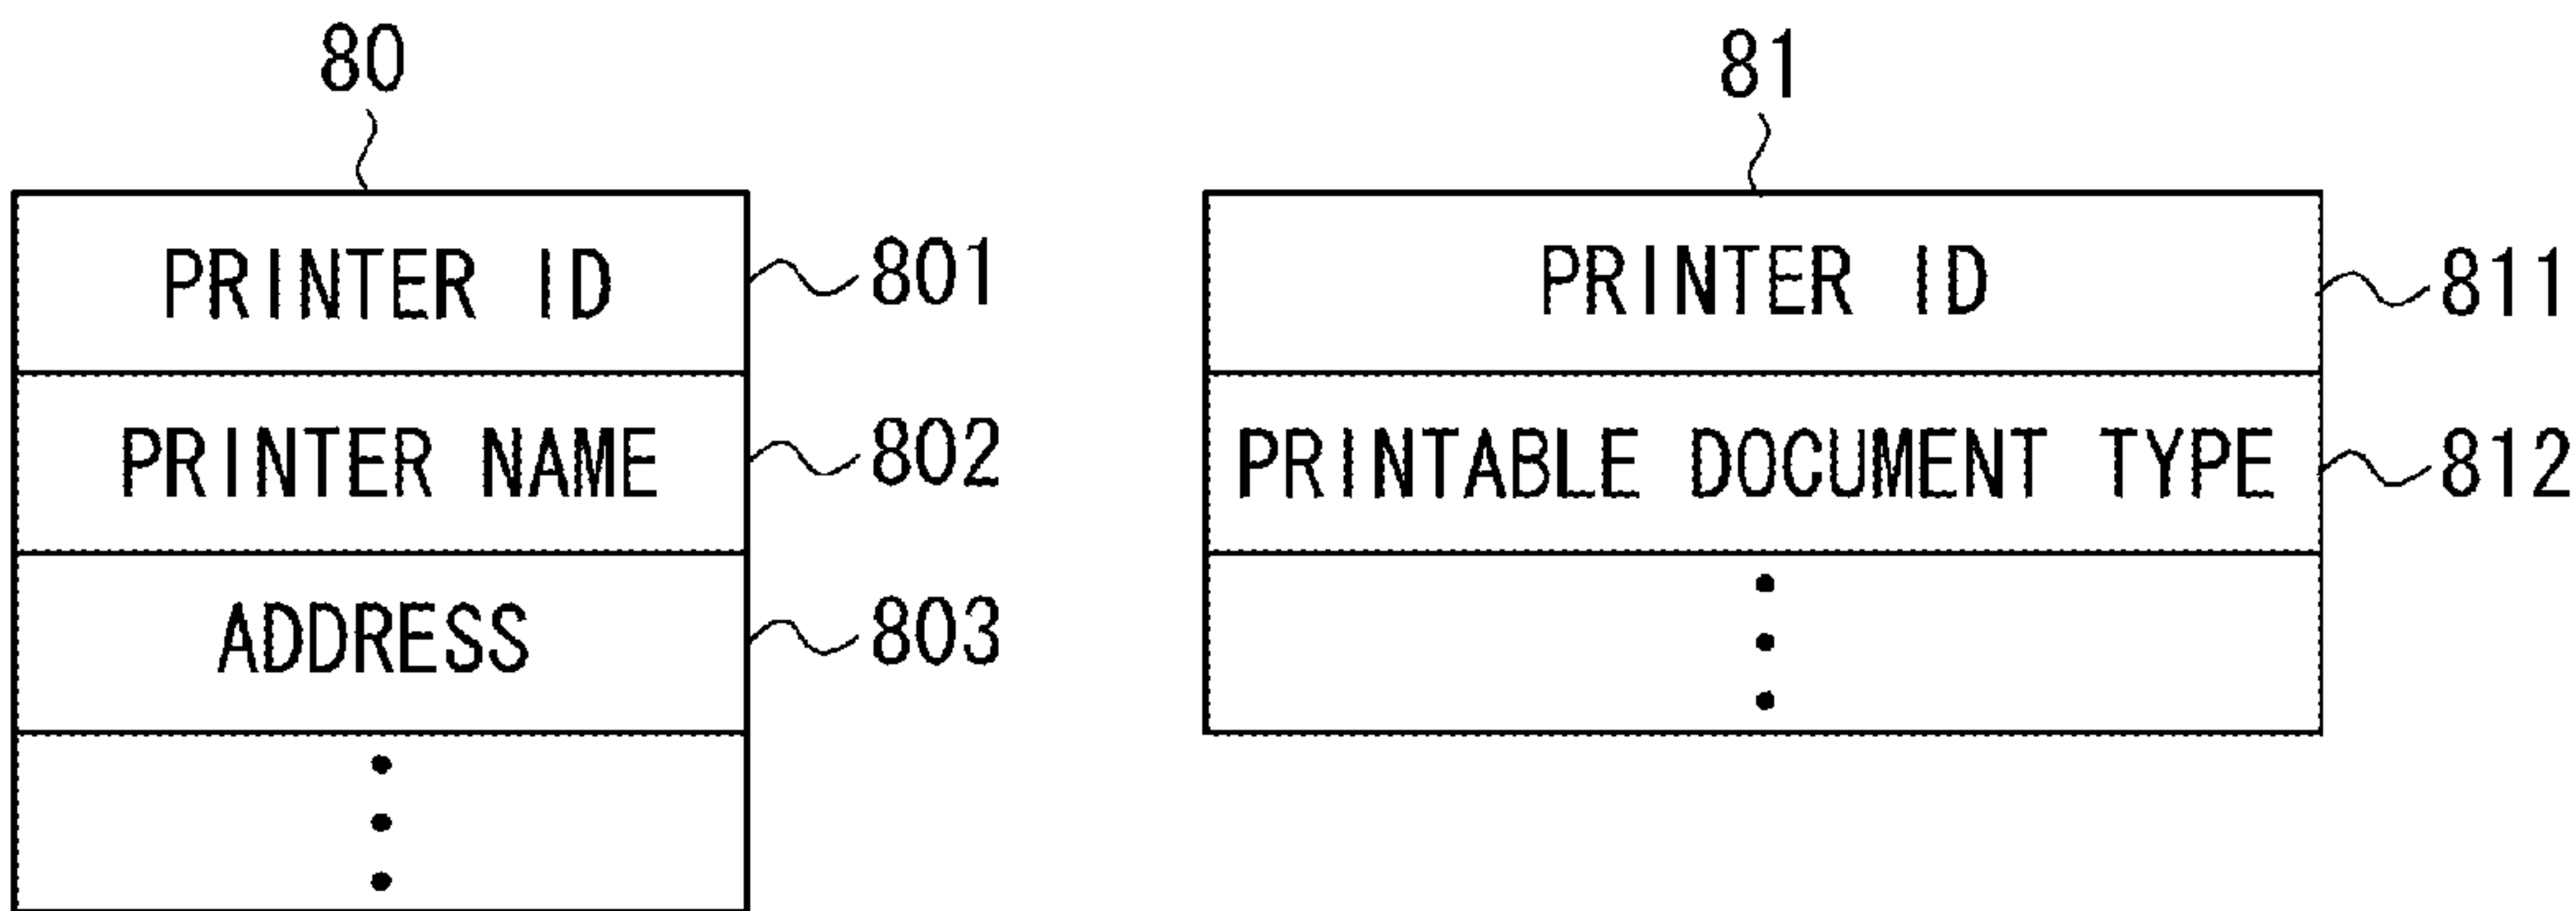 80
PRINTER ID 801
PRINTER NAME 802
ADDRESS 803
81
PRINTER ID 811
PRINTABLE DOCUMENT TYPE 812